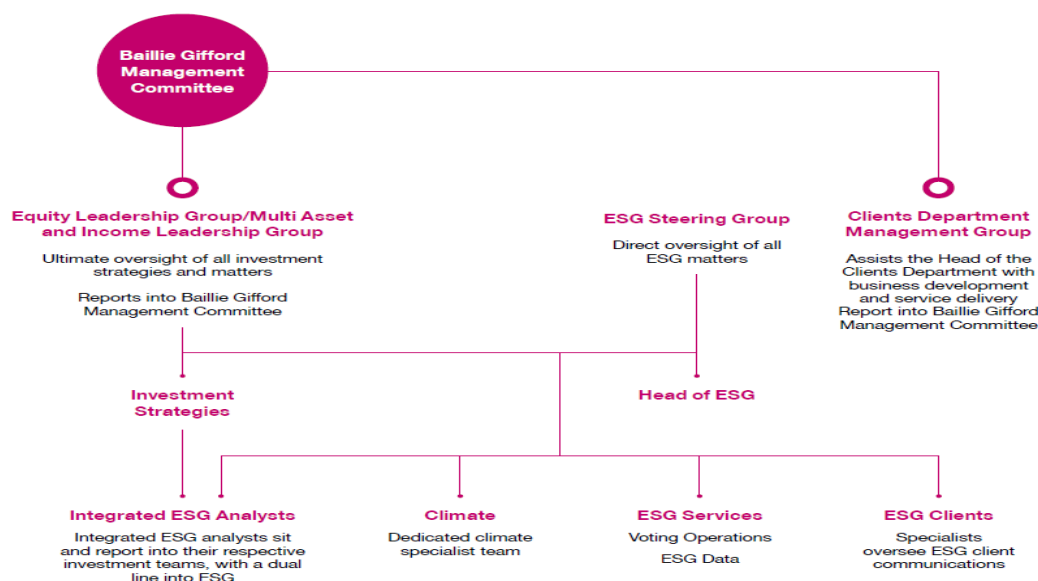 Baillie Gifford
Management
Committee
Equity Leadership Group/Multi Asset
and Income Leadership Group
Ultimate oversight of all investment
strategies and matters
Reports into Baillie Gifford
Management Committee
ESG Steering Group
Direct oversight of all
ESG matters
Clients Department
Management Group
Assists the Head of the
Clients Department with
business development
and service delivery
Report into Baillie Gifford
Management Committee
Investment
Strategies
Head of ESG
Integrated ESG Analysts
Integrated ESG analysts sit
and report into their respective
investment teams, with a dual
line into ESG
Climate
Dedicated climate
specialist team
ESG Services
Voting Operations
ESG Data
ESG Clients
Specialists
oversee ESG client
communications